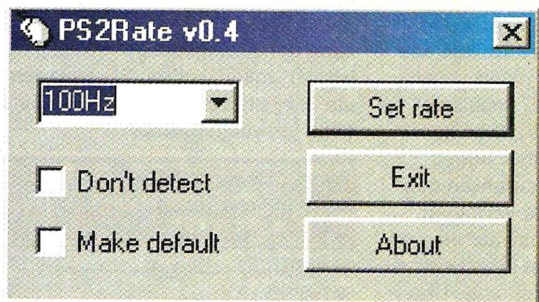 PS2Rate v0.4
100Hz
Set rate
Don't detect
Exit
Make default
About